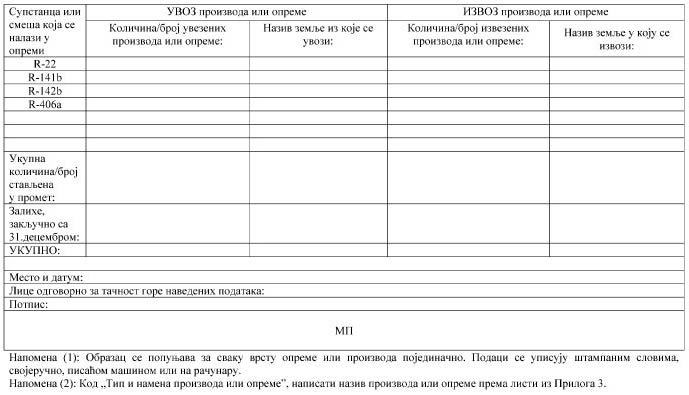 Супстанца или
смеша која се
налази у
опреми
УВОЗ производа или опреме
ИЗВОЗ производа или опреме
Количина/број увезених
производа или опреме:
Назив земље из које се
увози:
Количина/број извезених
производа или опреме:
Назив земље у коју се
извози:
R-22
R-141b
R-142b
R-406a
Укупна
количина/број
стављена
у промет:
Залихе,
закључно са
31.децембром:
УКУПНО:
Место и датум:
Лице одговорно за тачност горе наведених података:
Потпис:
МП
Напомена (1): Образац се попуњава за сваку врсту опреме или производа појединачно. Подаци се уписују штампаним словима,
својеручно, писаћом машином или на рачунару.
Напомена (2): Код „Тип и намена производа или опреме”, написати назив производа или опреме према листи из Прилога 3.